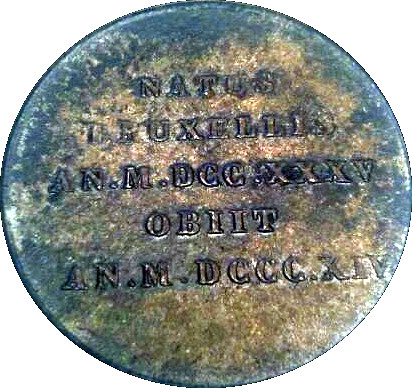 NATUS
BRUXELLIS
AN.M.DCC.XXXV
OBIIT
AN.M.DCCC.XIV